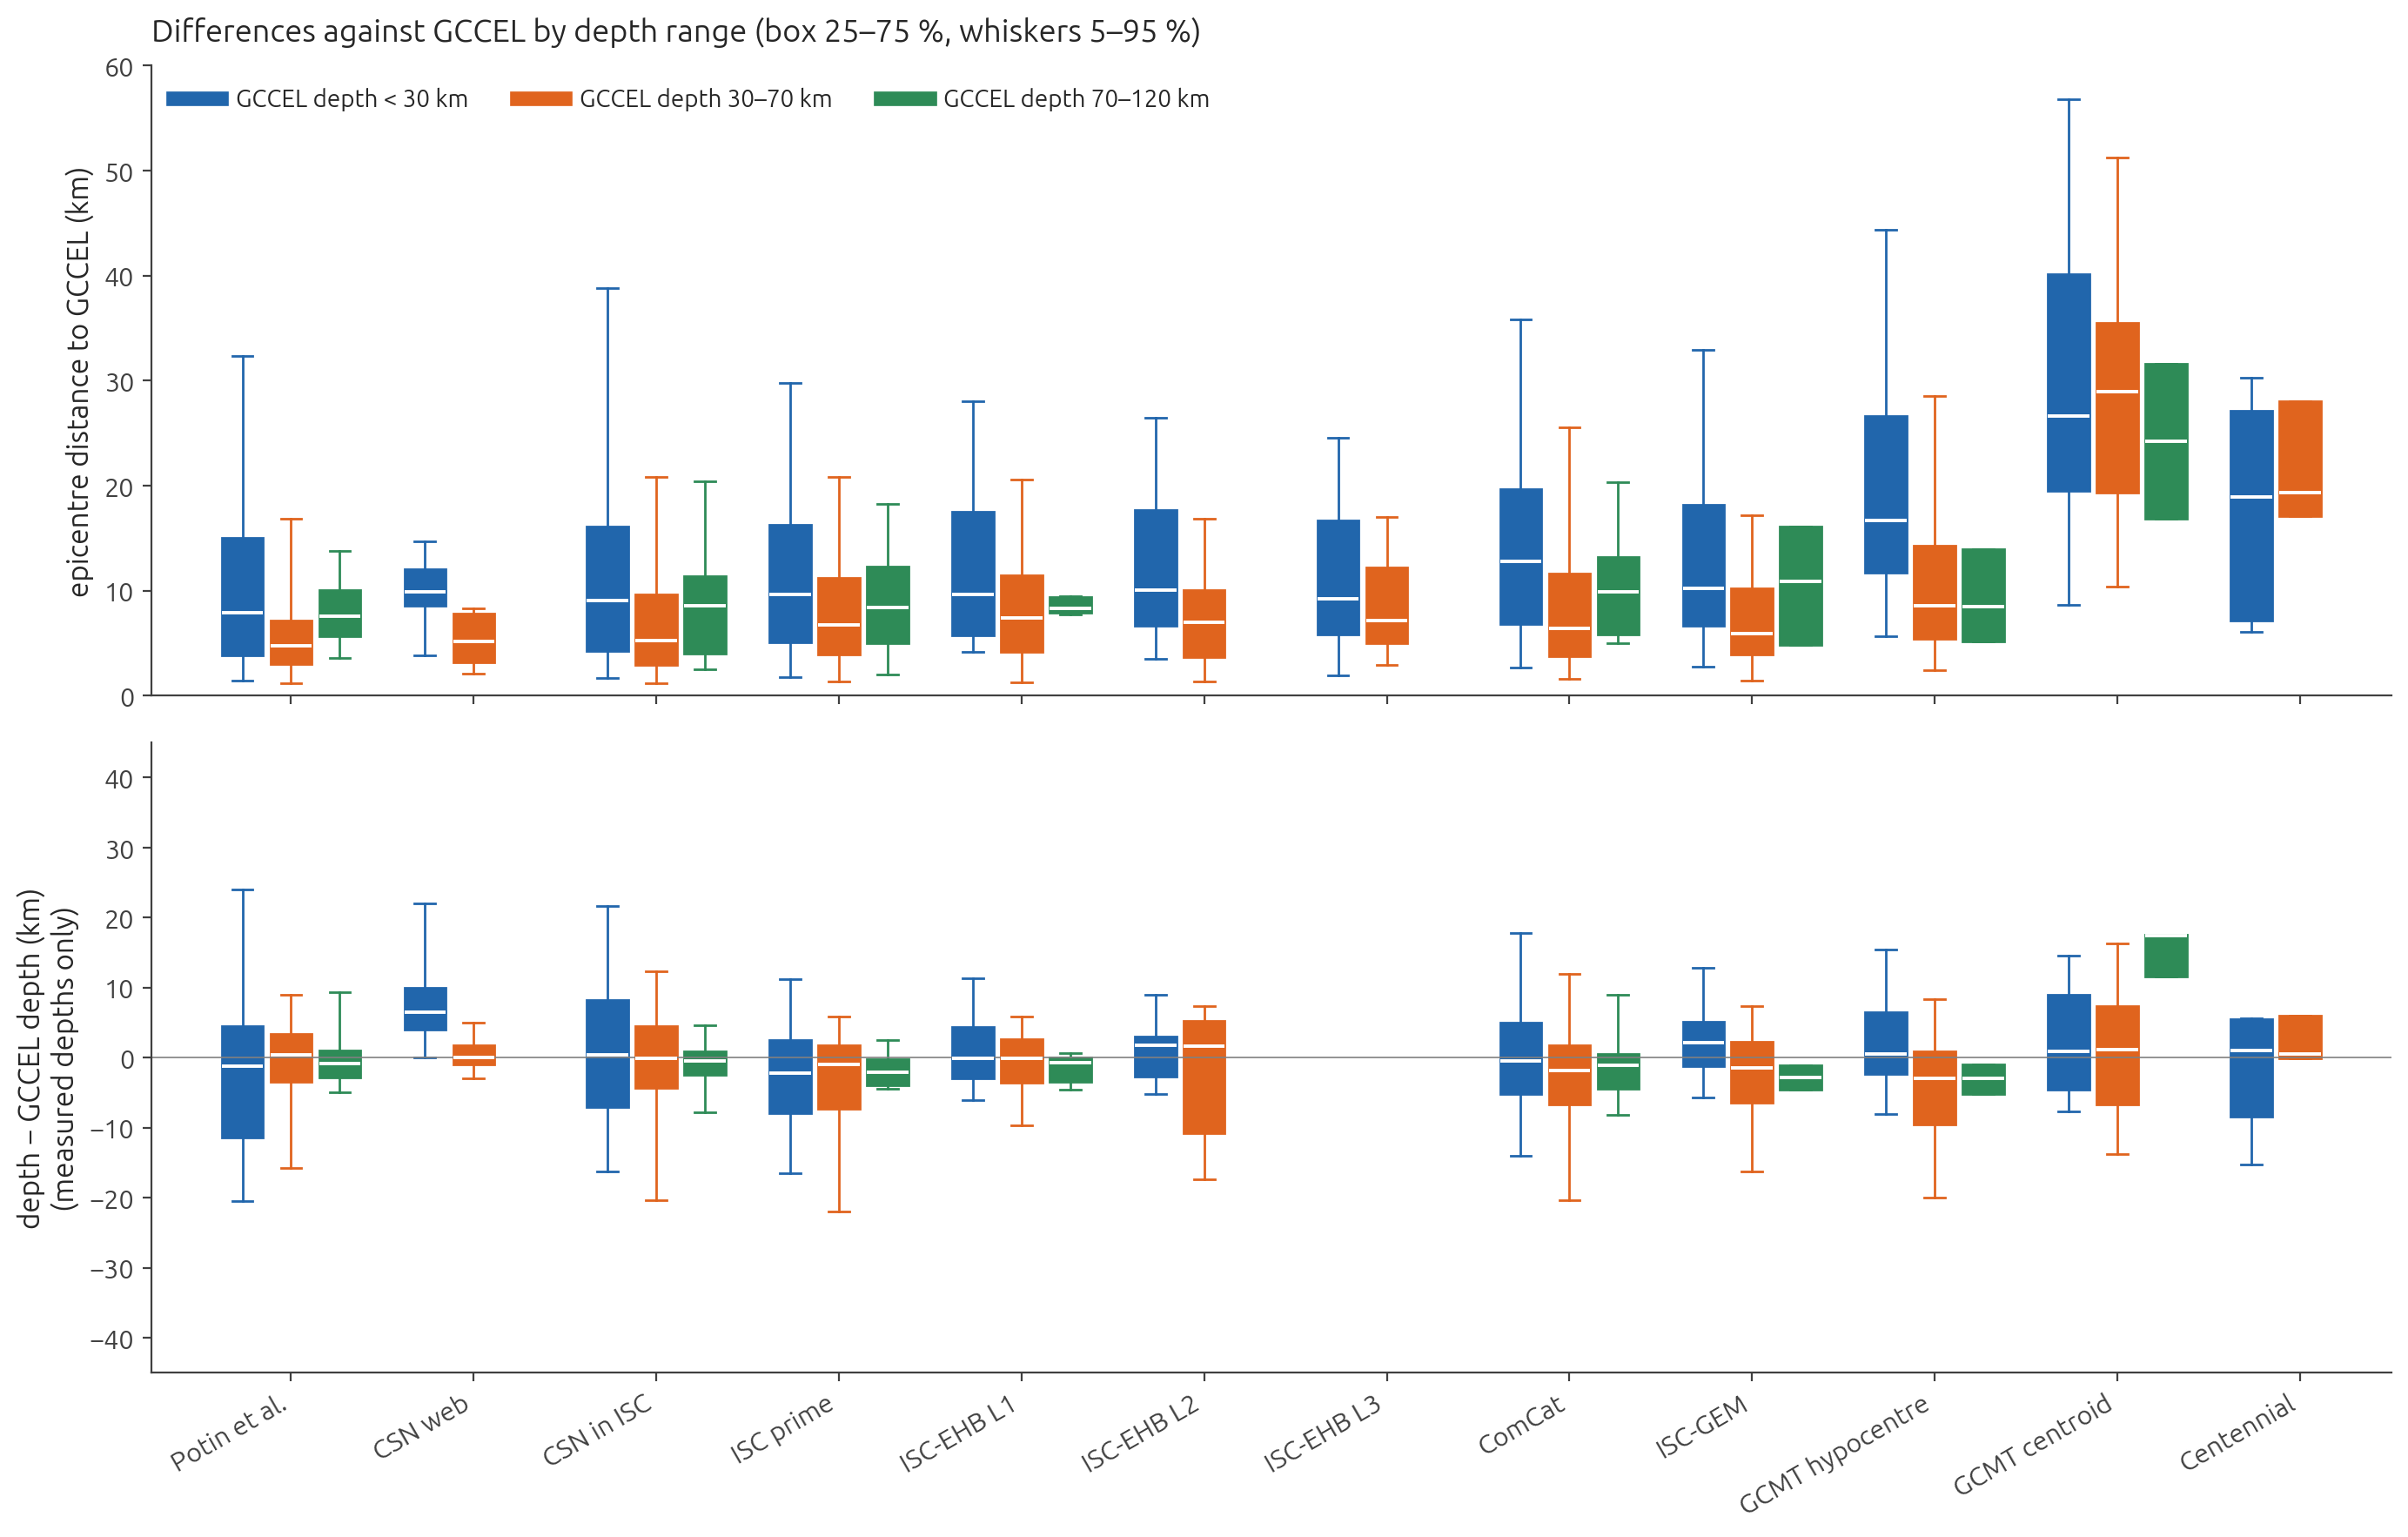 Differences against GCCEL by depth range (box 25–75 %, whiskers 5–95 %)
GCCEL depth < 30 km
GCCEL depth 30–70 km
GCCEL depth 70–120 km
epicentre distance to GCCEL (km)
60
50
40
30
20
10
0
depth – GCCEL depth (km)
(measured depths only)
40
30
20
10
0
−10
−20
−30
−40
Potin et al.
CSN web
CSN in ISC
ISC prime
ISC-EHB L1
ISC-EHB L2
ISC-EHB L3
ComCat
ISC-GEM
GCMT hypocentre
GCMT centroid
Centennial